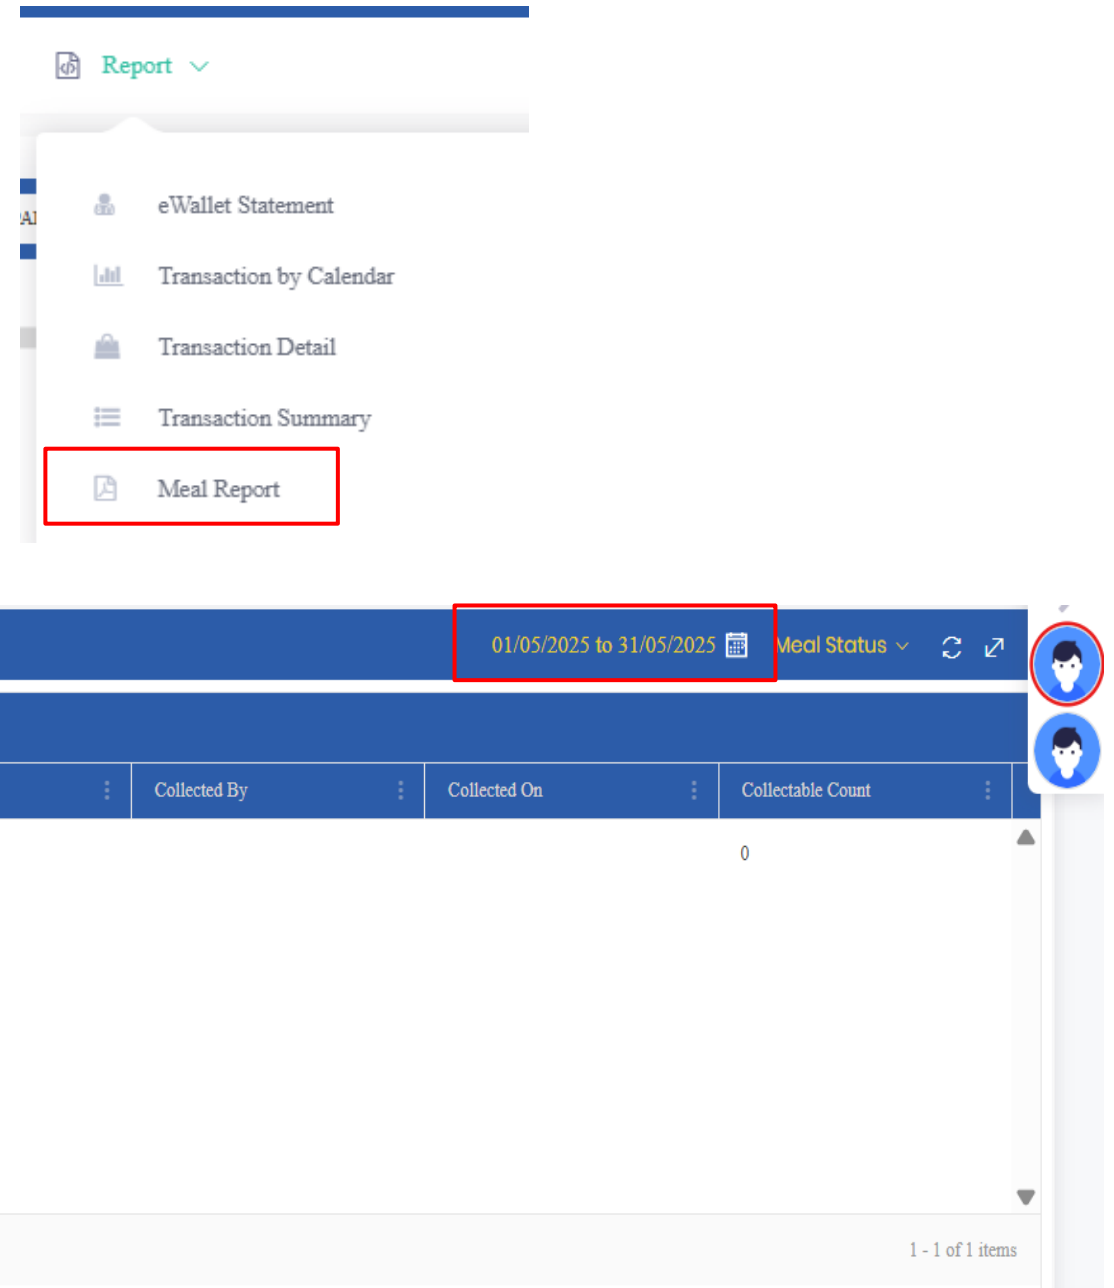 Report
eWallet Statement
Transaction by Calendar
Transaction Detail
Transaction Summary
Meal Report
01/05/2025 to 31/05/2025 Meal Status
Collected By Collected On Collectable Count
0
1 - 1 of 1 items